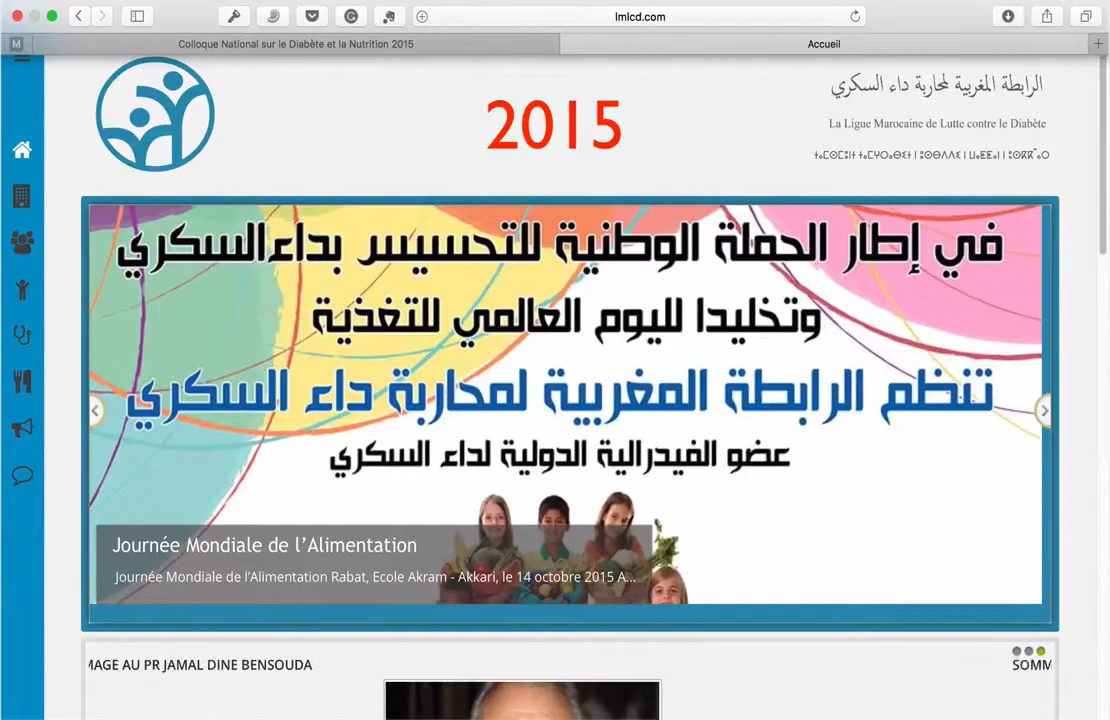 lmlcd.com
M
Colloque National sur le Diabète et la Nutrition 2015
Accueil
2015
الرابطة المغربية لمحاربة داء السكري
La Ligue Marocaine de Lutte contre le Diabète
في إطار الحملة الوطنية للتحسيس بداء السكري
وتخليدا لليوم العالمي للتغذية
تنظم الرابطة المغربية لمحاربة داء السكري
عضو الفيدرالية الدولية لداء السكري
Journée Mondiale de l'Alimentation
Journée Mondiale de l'Alimentation Rabat, Ecole Akram - Akkari, le 14 octobre 2015 A...
MAGE AU PR JAMAL DINE BENSOUDA
SOMM